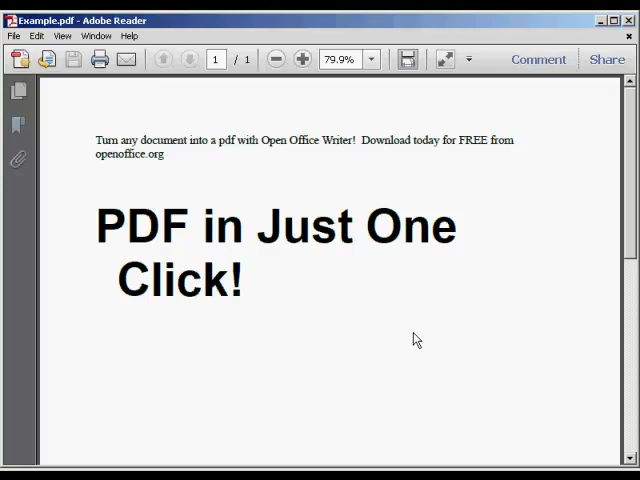 Example.pdf - Adobe Reader
File Edit View Window Help
1 / 1 79.9% Comment Share
Turn any document into a pdf with Open Office Writer! Download today for FREE from
openoffice.org
PDF in Just One
Click!